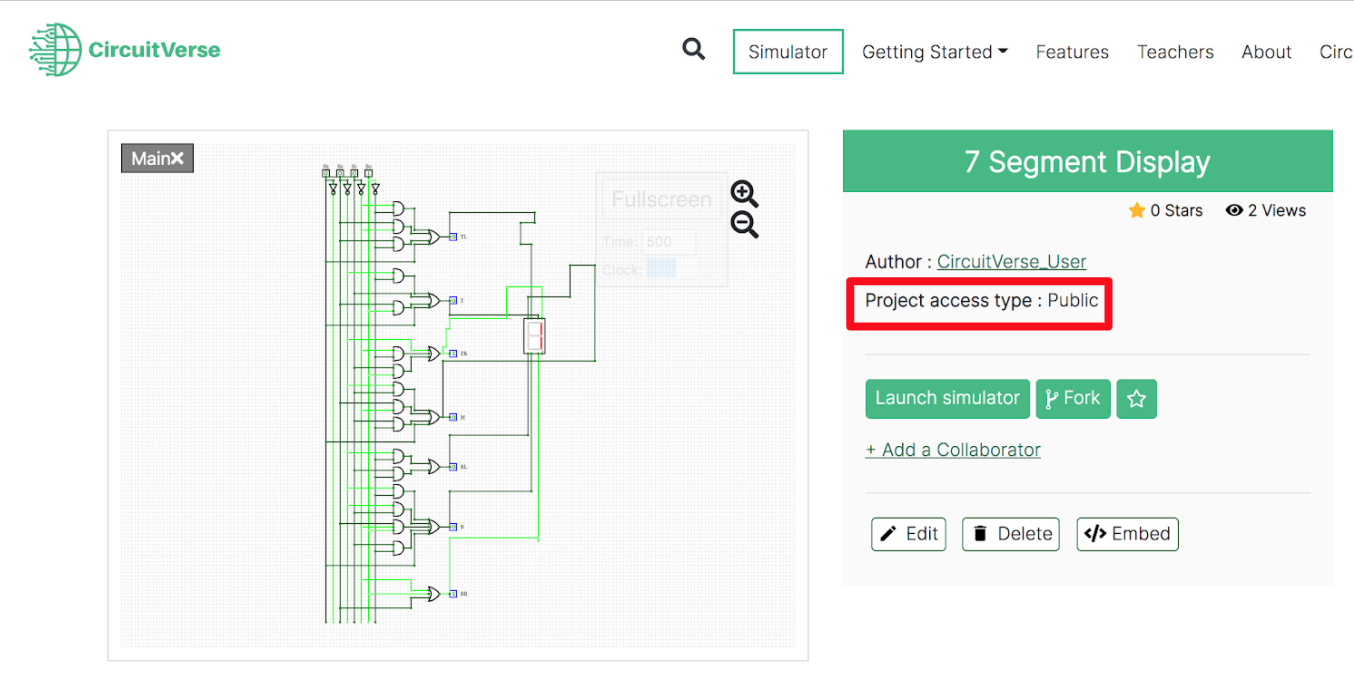 CircuitVerse
Simulator
Getting Started
Features
Teachers
About
Circ
Main
Fullscreen
Time: 500
Clock:
TL
T
TR
M
BL
B
BR
7 Segment Display
0 Stars
2 Views
Author : CircuitVerse_User
Project access type : Public
Launch simulator
Fork
+ Add a Collaborator
Edit
Delete
</> Embed